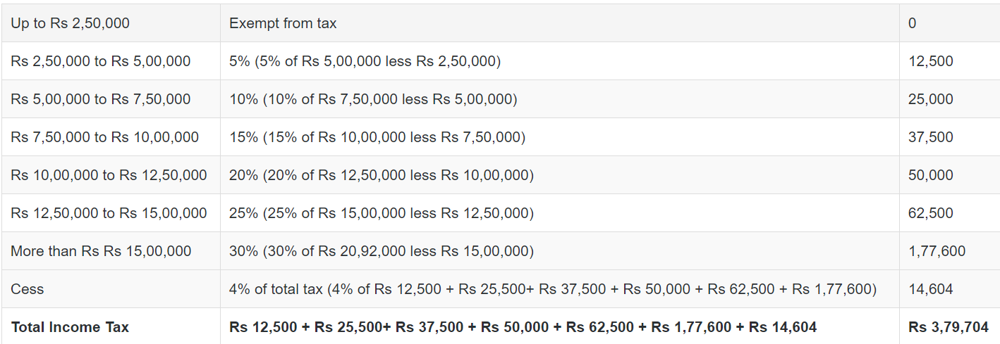 Up to Rs 2,50,000 Exempt from tax 0
Rs 2,50,000 to Rs 5,00,000 5% (5% of Rs 5,00,000 less Rs 2,50,000) 12,500
Rs 5,00,000 to Rs 7,50,000 10% (10% of Rs 7,50,000 less Rs 5,00,000) 25,000
Rs 7,50,000 to Rs 10,00,000 15% (15% of Rs 10,00,000 less Rs 7,50,000) 37,500
Rs 10,00,000 to Rs 12,50,000 20% (20% of Rs 12,50,000 less Rs 10,00,000) 50,000
Rs 12,50,000 to Rs 15,00,000 25% (25% of Rs 15,00,000 less Rs 12,50,000) 62,500
More than Rs Rs 15,00,000 30% (30% of Rs 20,92,000 less Rs 15,00,000) 1,77,600
Cess 4% of total tax (4% of Rs 12,500 + Rs 25,500+ Rs 37,500 + Rs 50,000 + Rs 62,500 + Rs 1,77,600) 14,604
Total Income Tax Rs 12,500 + Rs 25,500+ Rs 37,500 + Rs 50,000 + Rs 62,500 + Rs 1,77,600 + Rs 14,604 Rs 3,79,704